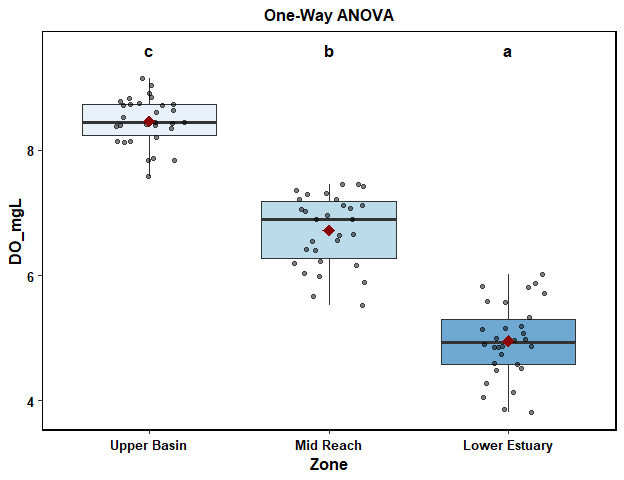 One-Way ANOVA
c b a
DO_mgL
8
6
4
Upper Basin Mid Reach Lower Estuary
Zone